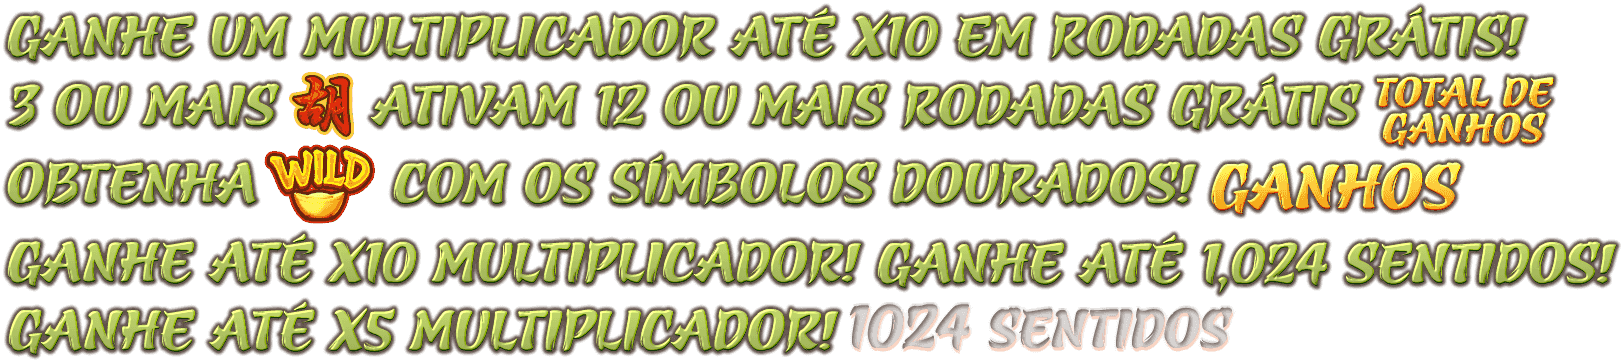 GANHE UM MULTIPLICADOR ATÉ X10 EM RODADAS GRÁTIS!
3 OU MAIS 胡 ATIVAM 12 OU MAIS RODADAS GRÁTIS
TOTAL DE
GANHOS
OBTENHA WILD COM OS SÍMBOLOS DOURADOS! GANHOS
GANHE ATÉ X10 MULTIPLICADOR! GANHE ATÉ 1,024 SENTIDOS!
GANHE ATÉ X5 MULTIPLICADOR! 1024 SENTIDOS